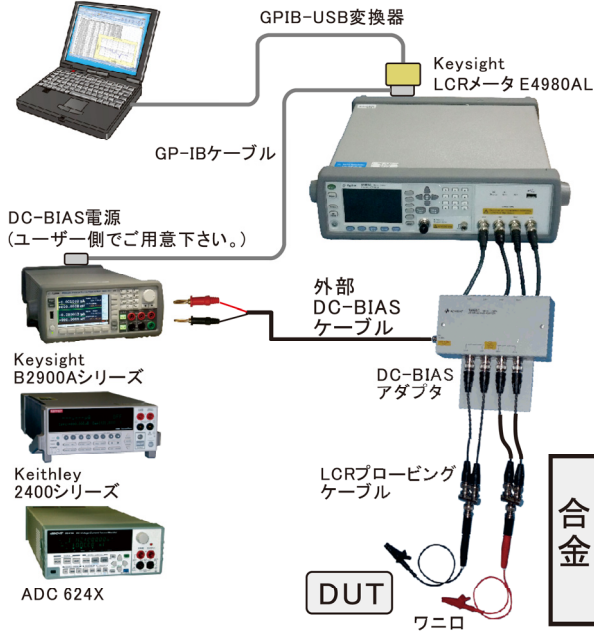 GPIB-USB変換器
Keysight
LCRメータ E4980AL
GP-IBケーブル
DC-BIAS電源
(ユーザー側でご用意下さい。)
外部
DC-BIAS
ケーブル
Keysight
B2900Aシリーズ
DC-BIAS
アダプタ
Keithley
2400シリーズ
LCRプロービング
ケーブル
合金
ADC 624X
DUT
ワニ口